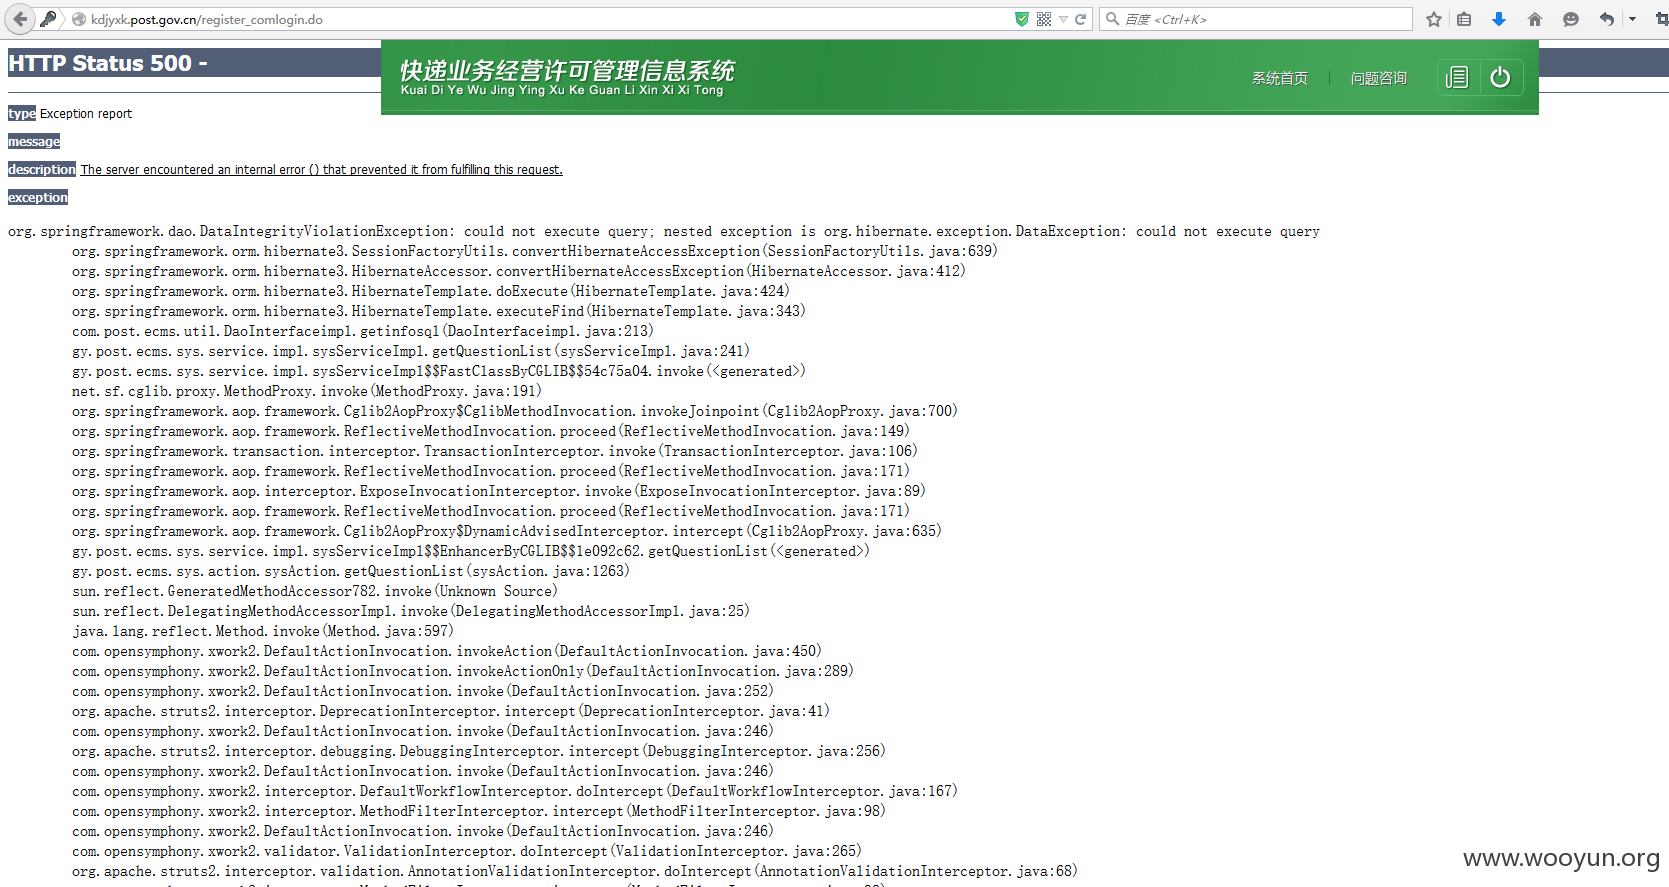 kdjyxk.post.gov.cn/register_comlogin.do
百度 <Ctrl+K>
HTTP Status 500 -
快递业务经营许可管理信息系统
Kuai Di Ye Wu Jing Ying Xu Ke Guan Li Xin Xi Xi Tong
系统首页
问题咨询
type Exception report
message
description The server encountered an internal error () that prevented it from fulfilling this request.
exception
org.springframework.dao.DataIntegrityViolationException: could not execute query; nested exception is org.hibernate.exception.DataException: could not execute query
org.springframework.orm.hibernate3.SessionFactoryUtils.convertHibernateAccessException(SessionFactoryUtils.java:639)
org.springframework.orm.hibernate3.HibernateAccessor.convertHibernateAccessException(HibernateAccessor.java:412)
org.springframework.orm.hibernate3.HibernateTemplate.doExecute(HibernateTemplate.java:424)
org.springframework.orm.hibernate3.HibernateTemplate.executeFind(HibernateTemplate.java:343)
com.post.ecms.util.DaoInterfaceimpl.getinfosql(DaoInterfaceimpl.java:213)
gy.post.ecms.sys.service.impl.sysServiceImpl.getQuestionList(sysServiceImpl.java:241)
gy.post.ecms.sys.service.impl.sysServiceImpl$$FastClassByCGLIB$$54c75a04.invoke(<generated>)
net.sf.cglib.proxy.MethodProxy.invoke(MethodProxy.java:191)
org.springframework.aop.framework.Cglib2AopProxy$CglibMethodInvocation.invokeJoinpoint(Cglib2AopProxy.java:700)
org.springframework.aop.framework.ReflectiveMethodInvocation.proceed(ReflectiveMethodInvocation.java:149)
org.springframework.transaction.interceptor.TransactionInterceptor.invoke(TransactionInterceptor.java:106)
org.springframework.aop.framework.ReflectiveMethodInvocation.proceed(ReflectiveMethodInvocation.java:171)
org.springframework.aop.interceptor.ExposeInvocationInterceptor.invoke(ExposeInvocationInterceptor.java:89)
org.springframework.aop.framework.ReflectiveMethodInvocation.proceed(ReflectiveMethodInvocation.java:171)
org.springframework.aop.framework.Cglib2AopProxy$DynamicAdvisedInterceptor.intercept(Cglib2AopProxy.java:635)
gy.post.ecms.sys.service.impl.sysServiceImpl$$EnhancerByCGLIB$$1e092c62.getQuestionList(<generated>)
gy.post.ecms.sys.action.sysAction.getQuestionList(sysAction.java:1263)
sun.reflect.GeneratedMethodAccessor782.invoke(Unknown Source)
sun.reflect.DelegatingMethodAccessorImpl.invoke(DelegatingMethodAccessorImpl.java:25)
java.lang.reflect.Method.invoke(Method.java:597)
com.opensymphony.xwork2.DefaultActionInvocation.invokeAction(DefaultActionInvocation.java:450)
com.opensymphony.xwork2.DefaultActionInvocation.invokeActionOnly(DefaultActionInvocation.java:289)
com.opensymphony.xwork2.DefaultActionInvocation.invoke(DefaultActionInvocation.java:252)
org.apache.struts2.interceptor.DeprecationInterceptor.intercept(DeprecationInterceptor.java:41)
com.opensymphony.xwork2.DefaultActionInvocation.invoke(DefaultActionInvocation.java:246)
org.apache.struts2.interceptor.debugging.DebuggingInterceptor.intercept(DebuggingInterceptor.java:256)
com.opensymphony.xwork2.DefaultActionInvocation.invoke(DefaultActionInvocation.java:246)
com.opensymphony.xwork2.interceptor.DefaultWorkflowInterceptor.doIntercept(DefaultWorkflowInterceptor.java:167)
com.opensymphony.xwork2.interceptor.MethodFilterInterceptor.intercept(MethodFilterInterceptor.java:98)
com.opensymphony.xwork2.DefaultActionInvocation.invoke(DefaultActionInvocation.java:246)
com.opensymphony.xwork2.validator.ValidationInterceptor.doIntercept(ValidationInterceptor.java:265)
org.apache.struts2.interceptor.validation.AnnotationValidationInterceptor.doIntercept(AnnotationValidationInterceptor.java:68)
www.wooyun.org